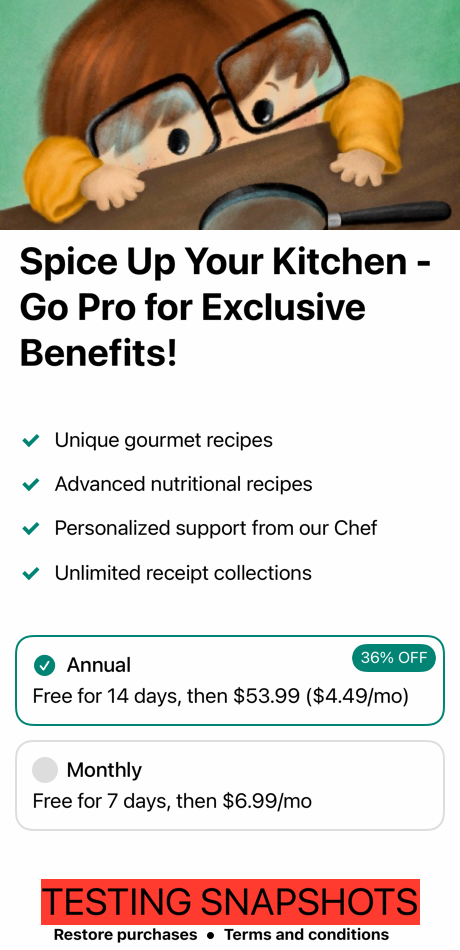 Spice Up Your Kitchen -
Go Pro for Exclusive
Benefits!
Unique gourmet recipes
Advanced nutritional recipes
Personalized support from our Chef
Unlimited receipt collections
Annual
36% OFF
Free for 14 days, then $53.99 ($4.49/mo)
Monthly
Free for 7 days, then $6.99/mo
TESTING SNAPSHOTS
Restore purchases • Terms and conditions